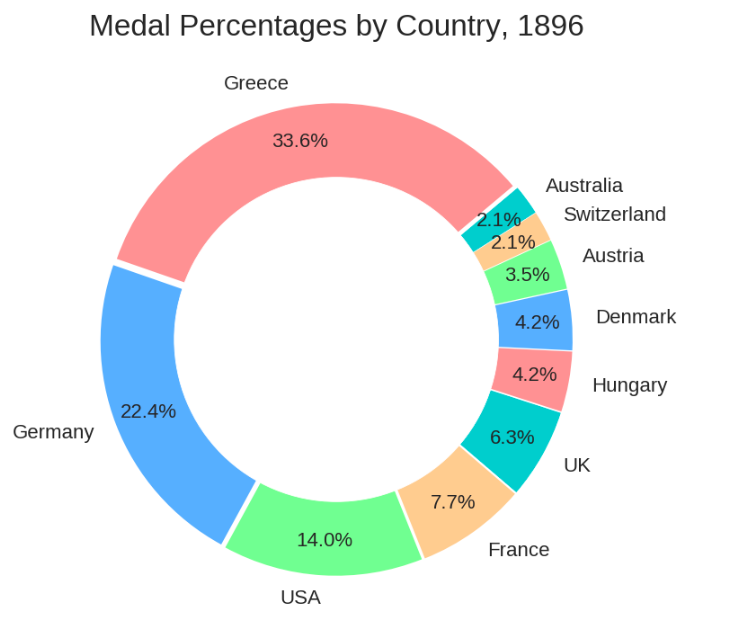 Medal Percentages by Country, 1896
Greece
33.6%
Australia
2.1%
Switzerland
2.1%
Austria
3.5%
Denmark
4.2%
Hungary
4.2%
UK
6.3%
France
7.7%
USA
14.0%
Germany
22.4%